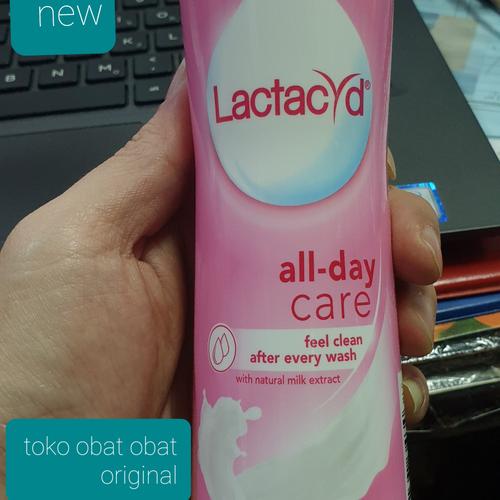 new
Lactacyd®
all-day
care
feel clean
after every wash
with natural milk extract
toko obat obat
original